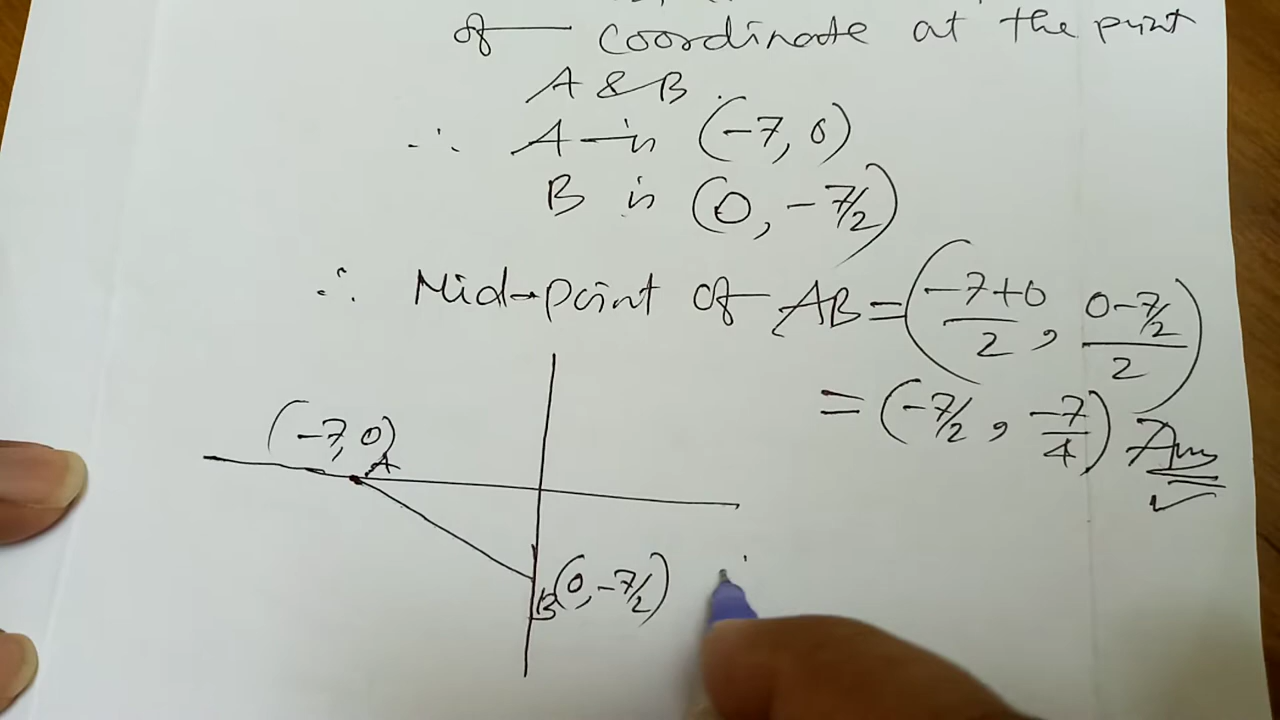 of coordinate at the point
A & B.
∴ A is (-7, 0)
B is (0, -7/2)
∴ Mid-point of AB = (-7+0/2, 0-7/2/2)
= (-7/2, -7/4) Ans
(-7, 0)
A
B(0, -7/2)